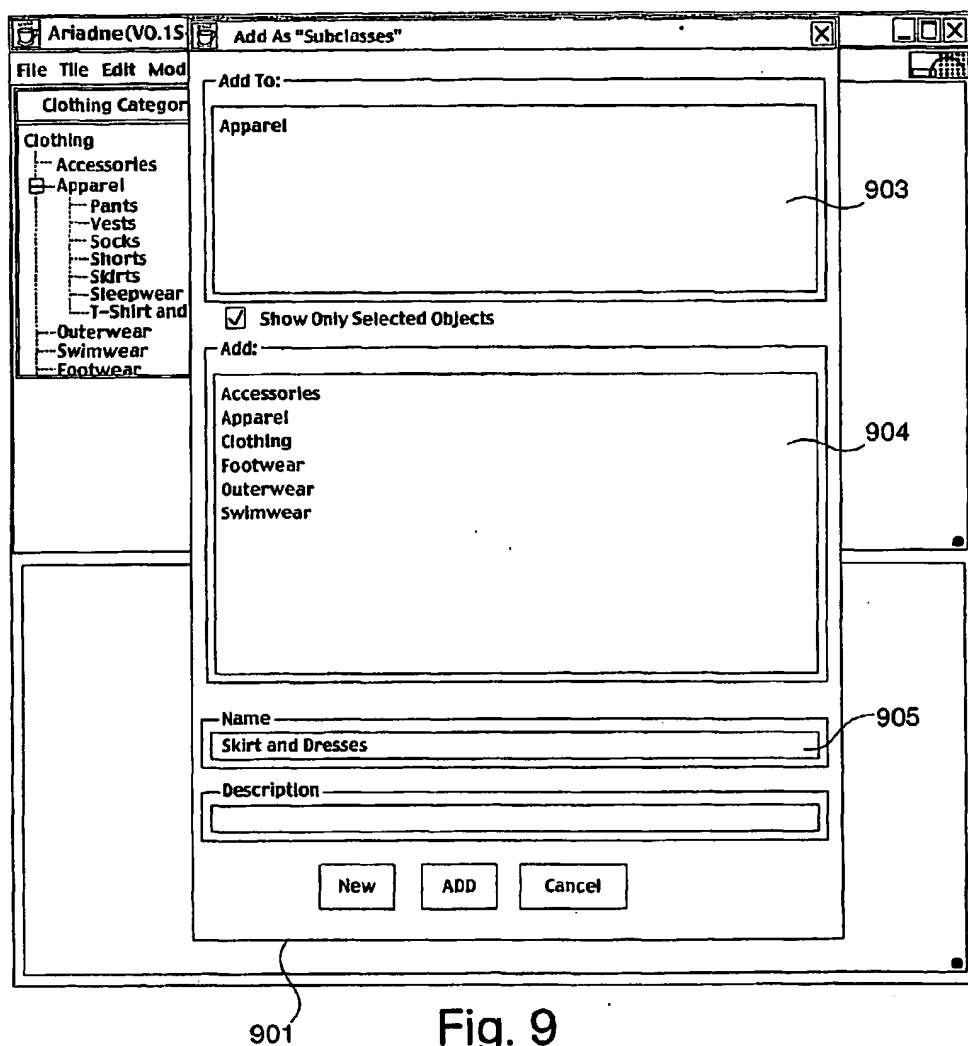 Ariadne(V0.1S
Add As "Subclasses"
File Tile Edit Mod
Clothing Categor
Clothing
Accessories
Apparel
Pants
Vests
Socks
Shorts
Skirts
Sleepwear
T-Shirt and
Outerwear
Swimwear
Footwear
Add To:
Apparel
903
Show Only Selected Objects
Add:
Accessories
Apparel
Clothing
Footwear
Outerwear
Swimwear
904
Name
Skirt and Dresses
905
Description
New ADD Cancel
901
Fig. 9